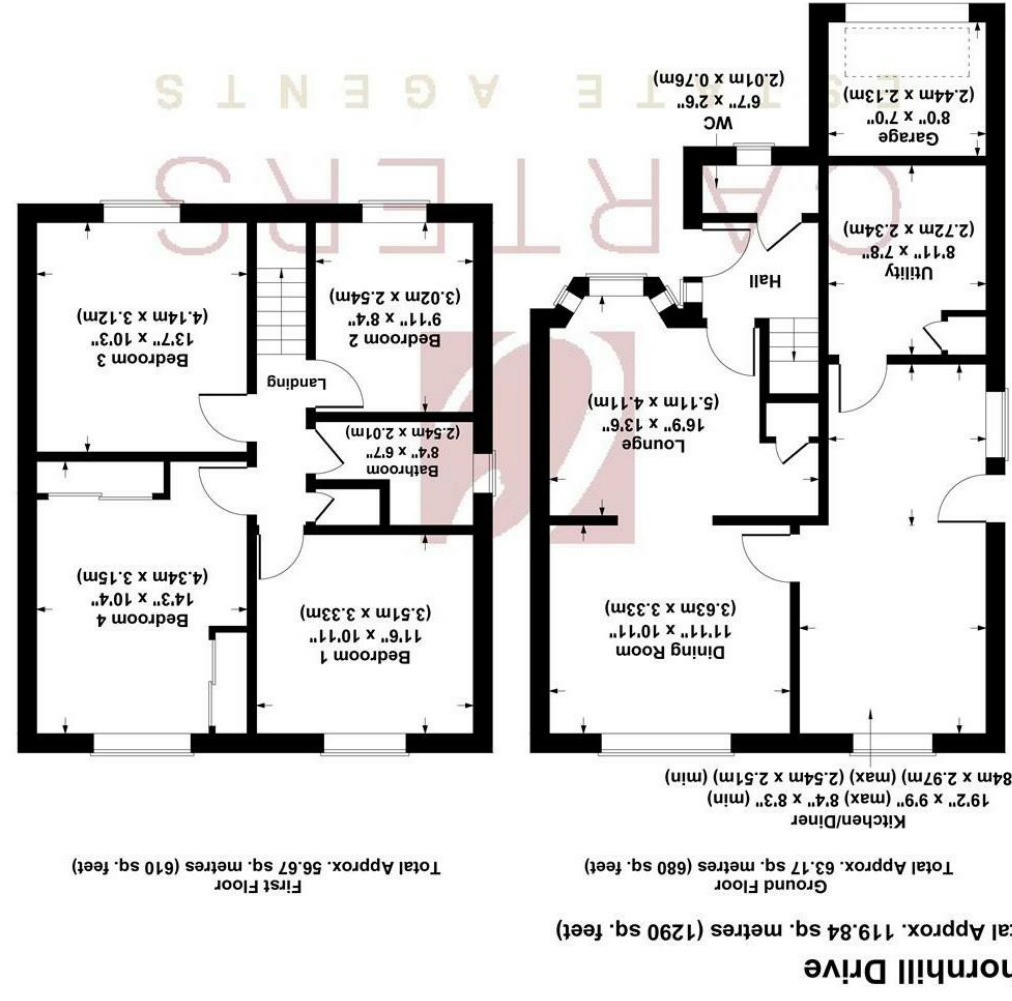 hornhill Drive
tal Approx. 119.84 sq. metres (1290 sq. feet)
Ground Floor
Total Approx. 63.17 sq. metres (680 sq. feet)
Kitchen/Diner
19'2" x 9'9" (max) 8'4" x 8'3" (min)
84m x 2.97m) (max) (2.54m x 2.51m) (min)
Dining Room
11'11" x 10'11"
(3.63m x 3.33m)
Lounge
16'9" x 13'6"
(5.11m x 4.11m)
Utility
8'11" x 7'8"
(2.72m x 2.34m)
Hall
Garage
8'0" x 7'0"
(2.44m x 2.13m)
WC
6'7" x 2'6"
(2.01m x 0.76m)
First Floor
Total Approx. 56.67 sq. metres (610 sq. feet)
Bedroom 1
11'6" x 10'11"
(3.51m x 3.33m)
Bedroom 4
14'3" x 10'4"
(4.34m x 3.15m)
Bathroom
8'4" x 6'7"
(2.54m x 2.01m)
Landing
Bedroom 2
9'11" x 8'4"
(3.02m x 2.54m)
Bedroom 3
13'7" x 10'3"
(4.14m x 3.12m)
CARTERS
ESTATE AGENTS